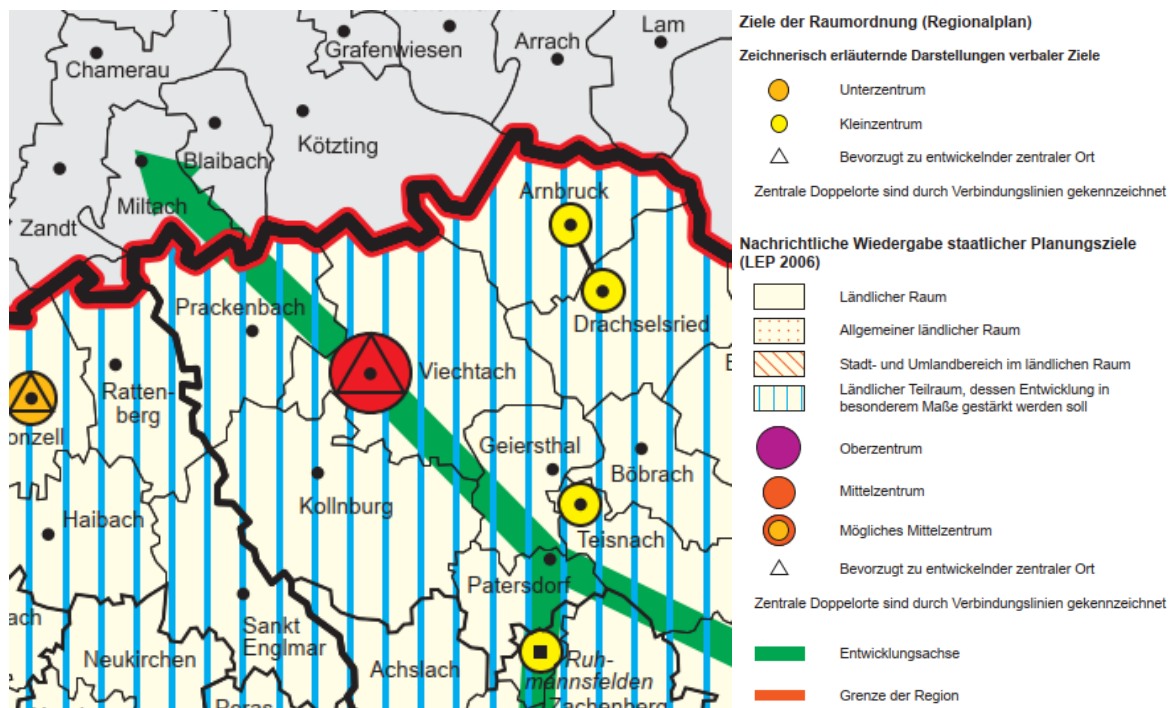 Chamerau
Grafenwiesen
Arrach
Lam
Blaibach
Kötzting
Miltach
Zandt
Arnbruck
Prackenbach
Drachselsried
Viechtach
Ratten-
berg
onzell
Geiersthal
Böbrach
Kollnburg
Haibach
Teisnach
Patersdorf
ach
Sankt
Englmar
Neukirchen
Achslach
Ruh-
mannsfelden
Zachenberg
Ziele der Raumordnung (Regionalplan)
Zeichnerisch erläuternde Darstellungen verbaler Ziele
Unterzentrum
Kleinzentrum
Bevorzugt zu entwickelnder zentraler Ort
Zentrale Doppelorte sind durch Verbindungslinien gekennzeichnet
Nachrichtliche Wiedergabe staatlicher Planungsziele
(LEP 2006)
Ländlicher Raum
Allgemeiner ländlicher Raum
Stadt- und Umlandbereich im ländlichen Raum
Ländlicher Teilraum, dessen Entwicklung in
besonderem Maße gestärkt werden soll
Oberzentrum
Mittelzentrum
Mögliches Mittelzentrum
Bevorzugt zu entwickelnder zentraler Ort
Zentrale Doppelorte sind durch Verbindungslinien gekennzeichnet
Entwicklungsachse
Grenze der Region